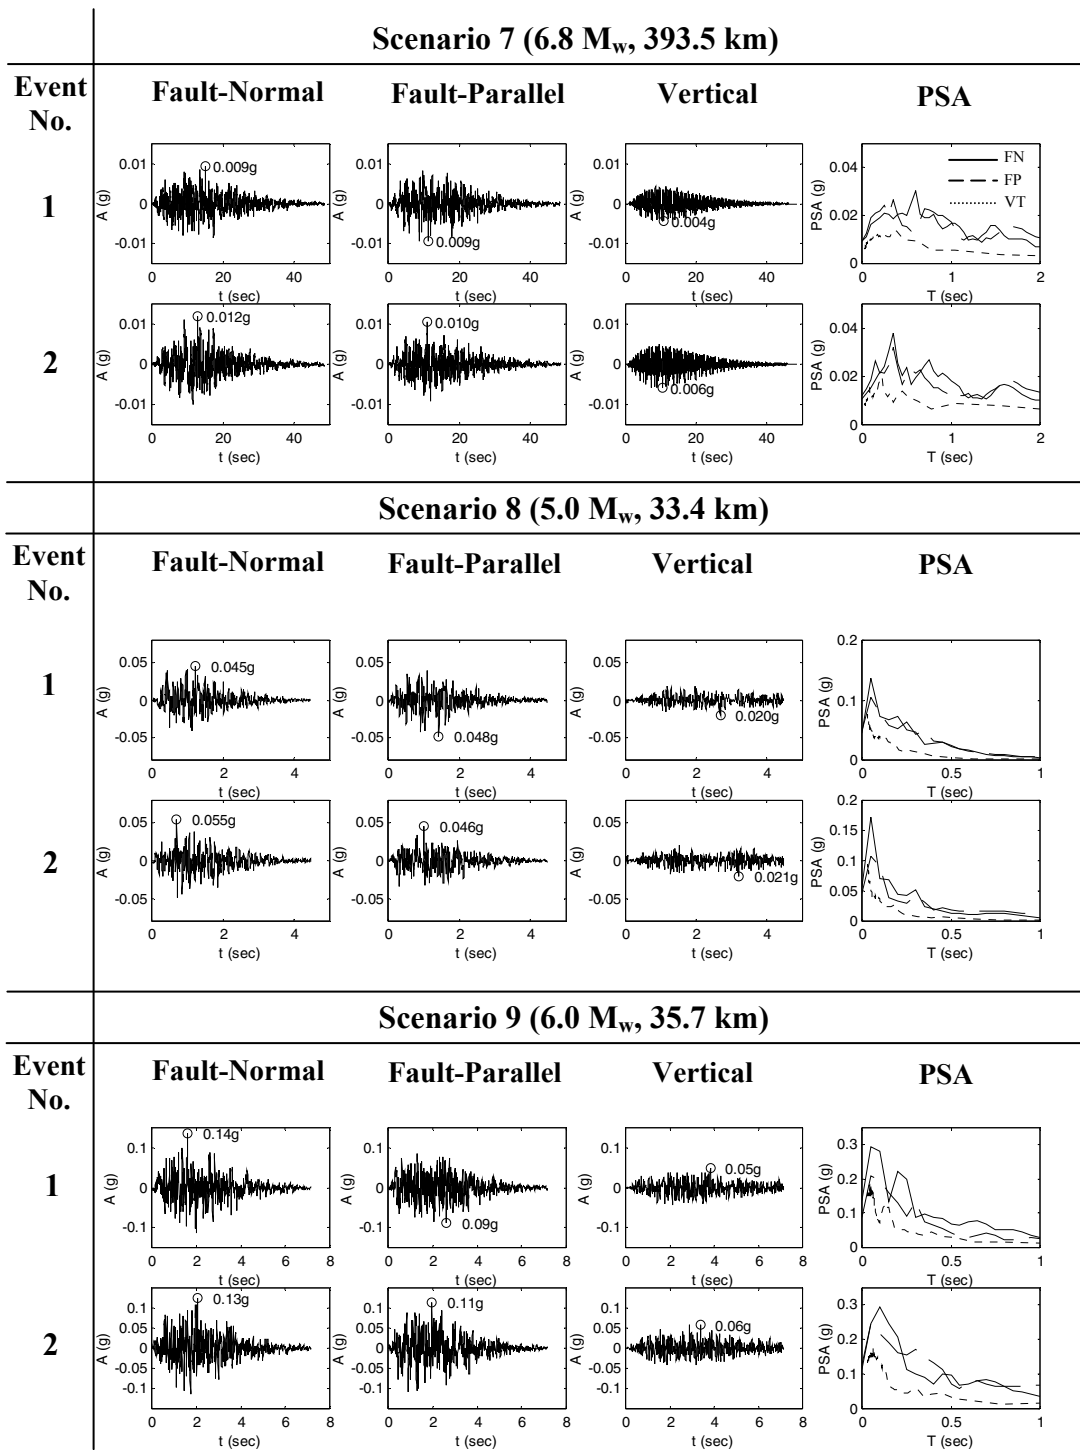 Scenario 7 (6.8 Mw, 393.5 km)
Event No.
Fault-Normal
Fault-Parallel
Vertical
PSA
1
0.01
0
-0.01
A (g)
0.009g
0 20 40
t (sec)
0.01
0
-0.01
A (g)
0.009g
0 20 40
t (sec)
0.01
0
-0.01
A (g)
0.004g
0 20 40
t (sec)
0.04
0.02
0
PSA (g)
FN
FP
VT
0 1 2
T (sec)
2
0.01
0
-0.01
A (g)
0.012g
0 20 40
t (sec)
0.01
0
-0.01
A (g)
0.010g
0 20 40
t (sec)
0.01
0
-0.01
A (g)
0.006g
0 20 40
t (sec)
0.04
0.02
0
PSA (g)
0 1 2
T (sec)
Scenario 8 (5.0 Mw, 33.4 km)
Event No.
Fault-Normal
Fault-Parallel
Vertical
PSA
1
0.05
0
-0.05
A (g)
0.045g
0 2 4
t (sec)
0.05
0
-0.05
A (g)
0.048g
0 2 4
t (sec)
0.05
0
-0.05
A (g)
0.020g
0 2 4
t (sec)
0.2
0.1
0
PSA (g)
0 0.5 1
T (sec)
2
0.05
0
-0.05
A (g)
0.055g
0 2 4
t (sec)
0.05
0
-0.05
A (g)
0.046g
0 2 4
t (sec)
0.05
0
-0.05
A (g)
0.021g
0 2 4
t (sec)
0.2
0.15
0.1
0.05
0
PSA (g)
0 0.5 1
T (sec)
Scenario 9 (6.0 Mw, 35.7 km)
Event No.
Fault-Normal
Fault-Parallel
Vertical
PSA
1
0.1
0
-0.1
A (g)
0.14g
0 2 4 6 8
t (sec)
0.1
0
-0.1
A (g)
0.09g
0 2 4 6 8
t (sec)
0.1
0
-0.1
A (g)
0.05g
0 2 4 6 8
t (sec)
0.3
0.2
0.1
0
PSA (g)
0 0.5 1
T (sec)
2
0.1
0.05
0
-0.05
-0.1
A (g)
0.13g
0 2 4 6 8
t (sec)
0.1
0.05
0
-0.05
-0.1
A (g)
0.11g
0 2 4 6 8
t (sec)
0.1
0.05
0
-0.05
-0.1
A (g)
0.06g
0 2 4 6 8
t (sec)
0.3
0.2
0.1
0
PSA (g)
0 0.5 1
T (sec)